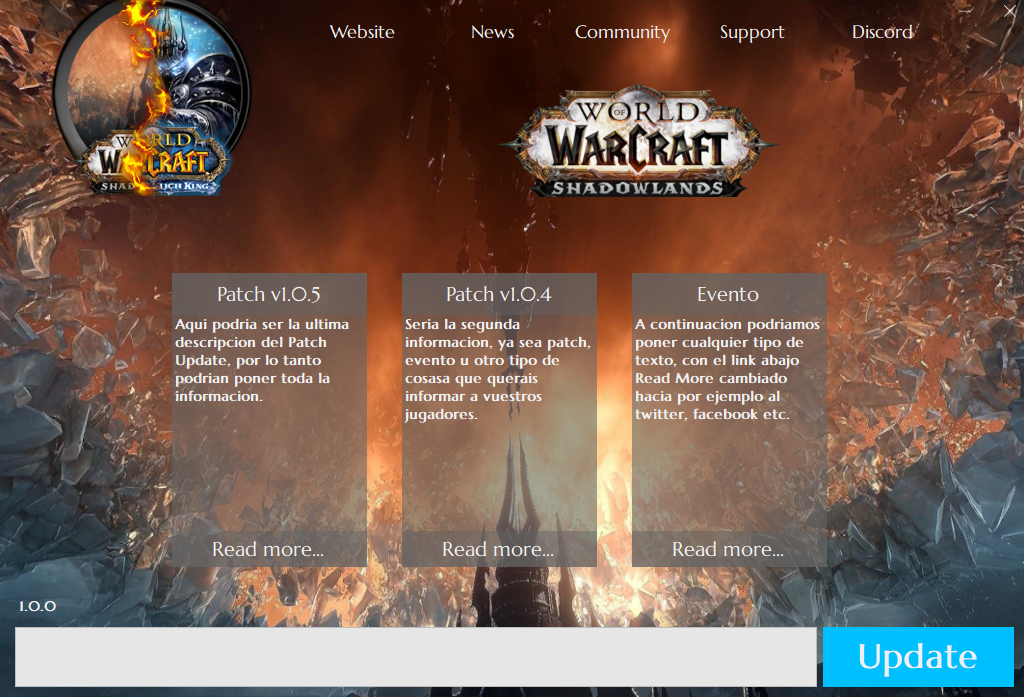 Website News Community Support Discord
WORLD OF WARCRAFT
SHADOWLANDS
WORLD
WARCRAFT
LICH KING
Patch v1.0.5
Aqui podria ser la ultima
descripcion del Patch
Update, por lo tanto
podrian poner toda la
informacion.
Read more...
Patch v1.0.4
Seria la segunda
informacion, ya sea patch,
evento u otro tipo de
cosasa que querais
informar a vuestros
jugadores.
Read more...
Evento
A continuacion podriamos
poner cualquier tipo de
texto, con el link abajo
Read More cambiado
hacia por ejemplo al
twitter, facebook etc.
Read more...
1.0.0
Update